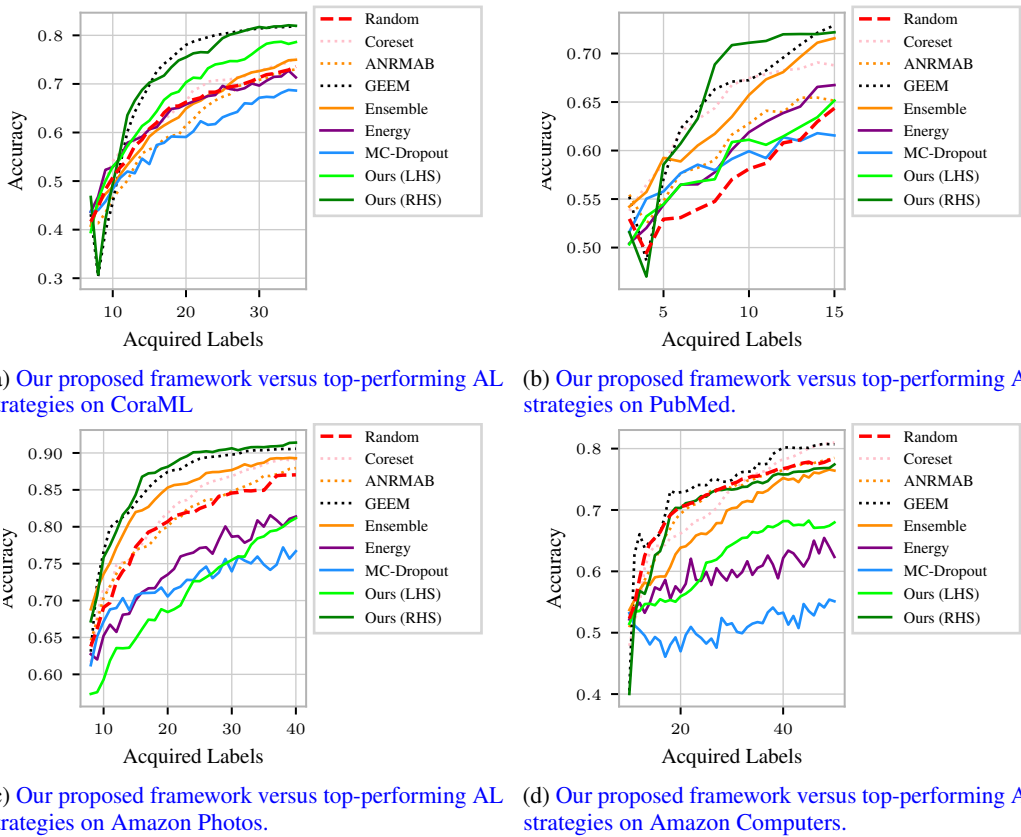 0.8
0.7
0.6
0.5
0.4
0.3
Accuracy
10 20 30
Acquired Labels
Random
Coreset
ANRMAB
GEEM
Ensemble
Energy
MC-Dropout
Ours (LHS)
Ours (RHS)
0.70
0.65
0.60
0.55
0.50
Accuracy
5 10 15
Acquired Labels
Random
Coreset
ANRMAB
GEEM
Ensemble
Energy
MC-Dropout
Ours (LHS)
Ours (RHS)
) Our proposed framework versus top-performing AL
trategies on CoraML
(b) Our proposed framework versus top-performing A
strategies on PubMed.
0.90
0.85
0.80
0.75
0.70
0.65
0.60
Accuracy
10 20 30 40
Acquired Labels
Random
Coreset
ANRMAB
GEEM
Ensemble
Energy
MC-Dropout
Ours (LHS)
Ours (RHS)
0.8
0.7
0.6
0.5
0.4
Accuracy
20 40
Acquired Labels
Random
Coreset
ANRMAB
GEEM
Ensemble
Energy
MC-Dropout
Ours (LHS)
Ours (RHS)
) Our proposed framework versus top-performing AL
trategies on Amazon Photos.
(d) Our proposed framework versus top-performing A
strategies on Amazon Computers.